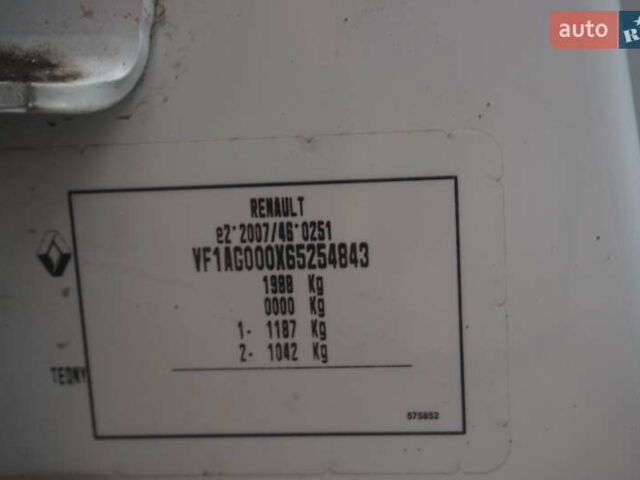 auto
R
RENAULT
e2*2007/46*0251
VF1AG000X65254843
1988 Kg
0000 Kg
1- 1187 Kg
2- 1042 Kg
575852